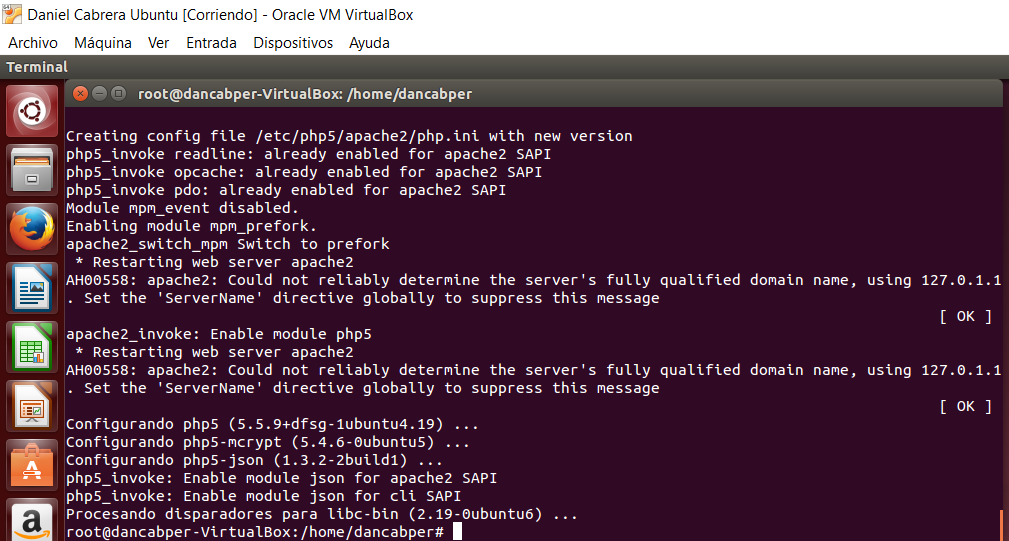 Daniel Cabrera Ubuntu [Corriendo] - Oracle VM VirtualBox
Archivo Máquina Ver Entrada Dispositivos Ayuda
Terminal
root@dancabper-VirtualBox: /home/dancabper
Creating config file /etc/php5/apache2/php.ini with new version
php5_invoke readline: already enabled for apache2 SAPI
php5_invoke opcache: already enabled for apache2 SAPI
php5_invoke pdo: already enabled for apache2 SAPI
Module mpm_event disabled.
Enabling module mpm_prefork.
apache2_switch_mpm Switch to prefork
 * Restarting web server apache2
AH00558: apache2: Could not reliably determine the server's fully qualified domain name, using 127.0.1.1
. Set the 'ServerName' directive globally to suppress this message
[ OK ]
apache2_invoke: Enable module php5
 * Restarting web server apache2
AH00558: apache2: Could not reliably determine the server's fully qualified domain name, using 127.0.1.1
. Set the 'ServerName' directive globally to suppress this message
[ OK ]
Configurando php5 (5.5.9+dfsg-1ubuntu4.19) ...
Configurando php5-mcrypt (5.4.6-0ubuntu5) ...
Configurando php5-json (1.3.2-2build1) ...
php5_invoke: Enable module json for apache2 SAPI
php5_invoke: Enable module json for cli SAPI
Procesando disparadores para libc-bin (2.19-0ubuntu6) ...
root@dancabper-VirtualBox:/home/dancabper#